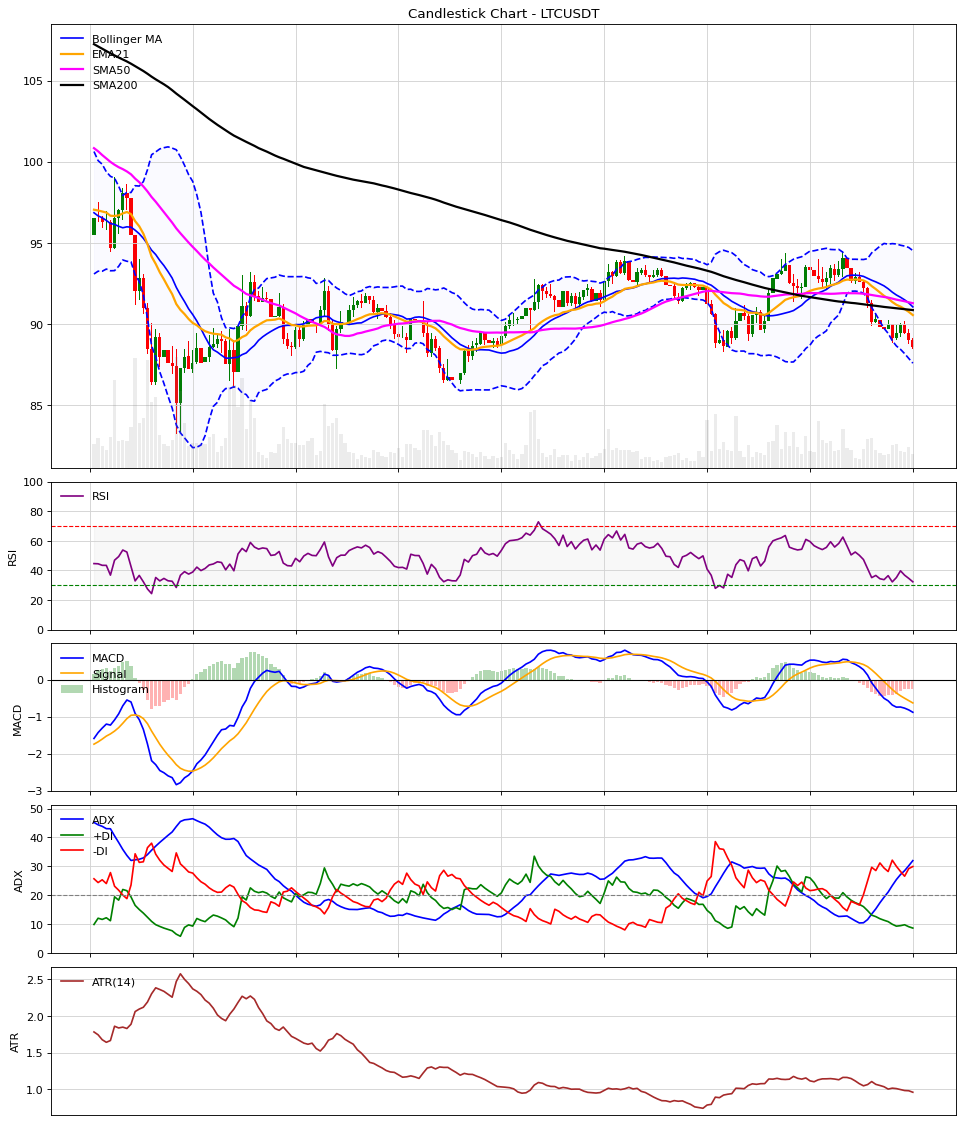 Candlestick Chart - LTCUSDT
Bollinger MA
EMA21
SMA50
SMA200
105
100
95
90
85
RSI
100
80
60
40
20
0
RSI
MACD
Signal
Histogram
0
−1
−2
−3
MACD
ADX
+DI
-DI
50
40
30
20
10
0
ADX
ATR(14)
2.5
2.0
1.5
1.0
ATR